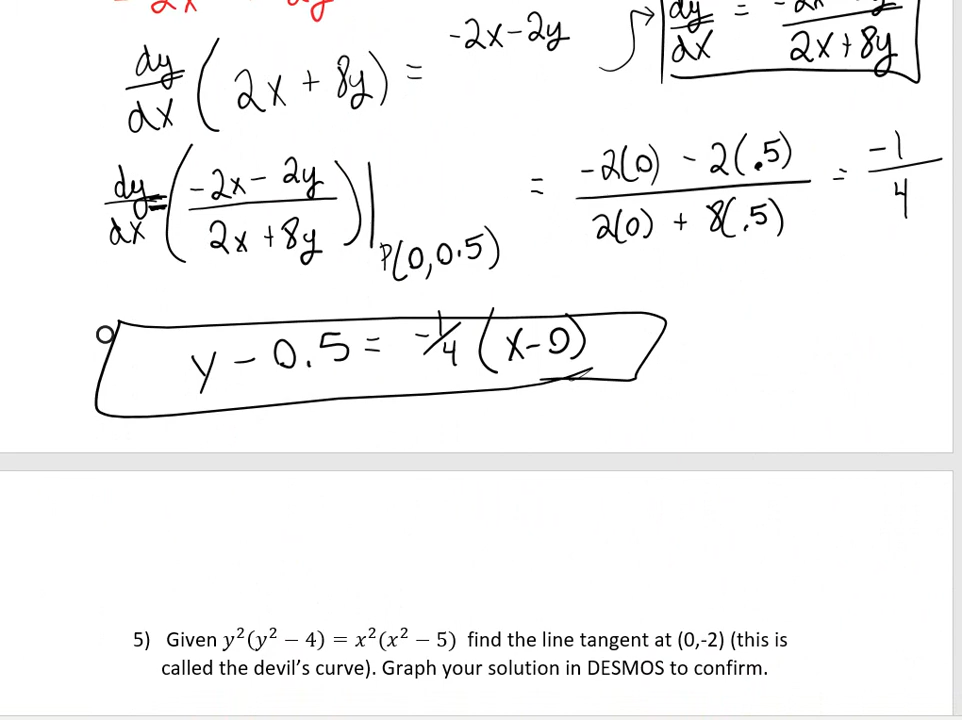 -2x-2y
dy/dx (2x + 8y) =
dy/dx = 2x + 8y
dy/dx = (-2x - 2y / 2x + 8y) | P(0,0.5) = -2(0) - 2(.5) / 2(0) + 8(.5) = -1/4
y - 0.5 = -1/4 (x-0)
5) Given y²(y² − 4) = x²(x² − 5) find the line tangent at (0,-2) (this is
called the devil's curve). Graph your solution in DESMOS to confirm.